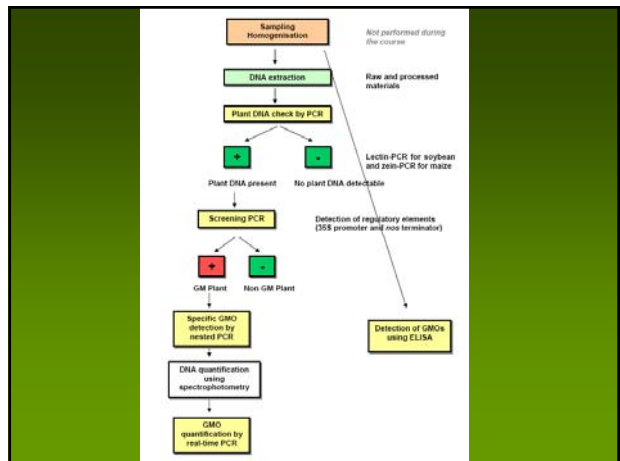 Sampling
Homogenisation
Not performed during
the course
DNA extraction
Raw and processed
materials
Plant DNA check by PCR
+
-
Lectin-PCR for soybean
and zein-PCR for maize
Plant DNA present
No plant DNA detectable
Screening PCR
Detection of regulatory elements
(35S promoter and nos terminator)
+
-
GM Plant
Non GM Plant
Specific GMO
detection by
nested PCR
Detection of GMOs
using ELISA
DNA quantification
using
spectrophotometry
GMO
quantification by
real-time PCR